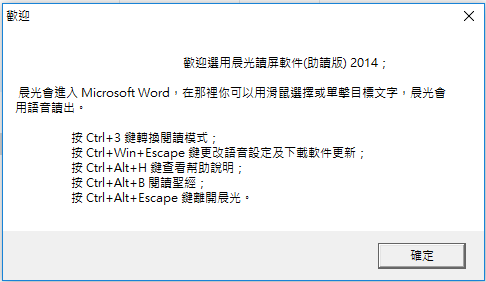 歡迎
歡迎選用晨光讀屏軟件(助讀版) 2014；
晨光會進入 Microsoft Word，在那裡你可以用滑鼠選擇或單擊目標文字，晨光會
用語音讀出。
按 Ctrl+3 鍵轉換閱讀模式；
按 Ctrl+Win+Escape 鍵更改語音設定及下載軟件更新；
按 Ctrl+Alt+H 鍵查看幫助說明；
按 Ctrl+Alt+B 閱讀聖經；
按 Ctrl+Alt+Escape 鍵離開晨光。
確定